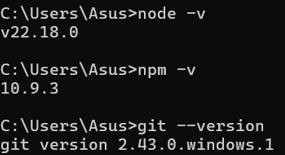 C:\Users\Asus>node -v
v22.18.0
C:\Users\Asus>npm -v
10.9.3
C:\Users\Asus>git --version
git version 2.43.0.windows.1